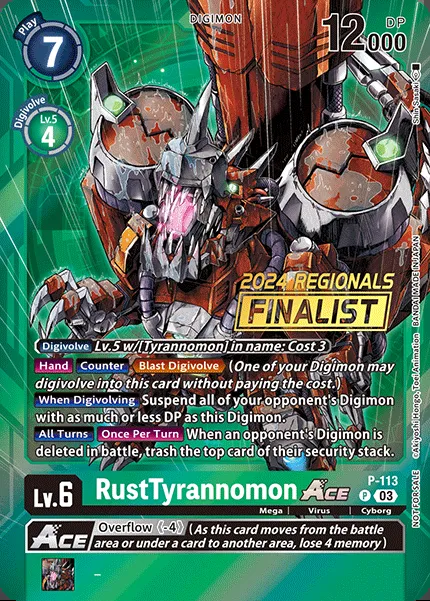 DIGIMON
Play
7
12000
DP
Digivolve
Lv.5
4
Shin Sasaki
2024 REGIONALS
FINALIST
Digivolve Lv.5 w/[Tyrannomon] in name: Cost 3
Hand Counter Blast Digivolve (One of your Digimon may
digivolve into this card without paying the cost.)
When Digivolving Suspend all of your opponent's Digimon
with as much or less DP as this Digimon.
All Turns Once Per Turn When an opponent's Digimon is
deleted in battle, trash the top card of their security stack.
©Akiyoshi Hongo, Toei Animation BANDAI MADE IN JAPAN
NOT FOR SALE
Lv.6
RustTyrannomon ACE
P-113
P 03
Mega
Virus
Cyborg
ACE
Overflow《-4》(As this card moves from the battle
area or under a card to another area, lose 4 memory)
–